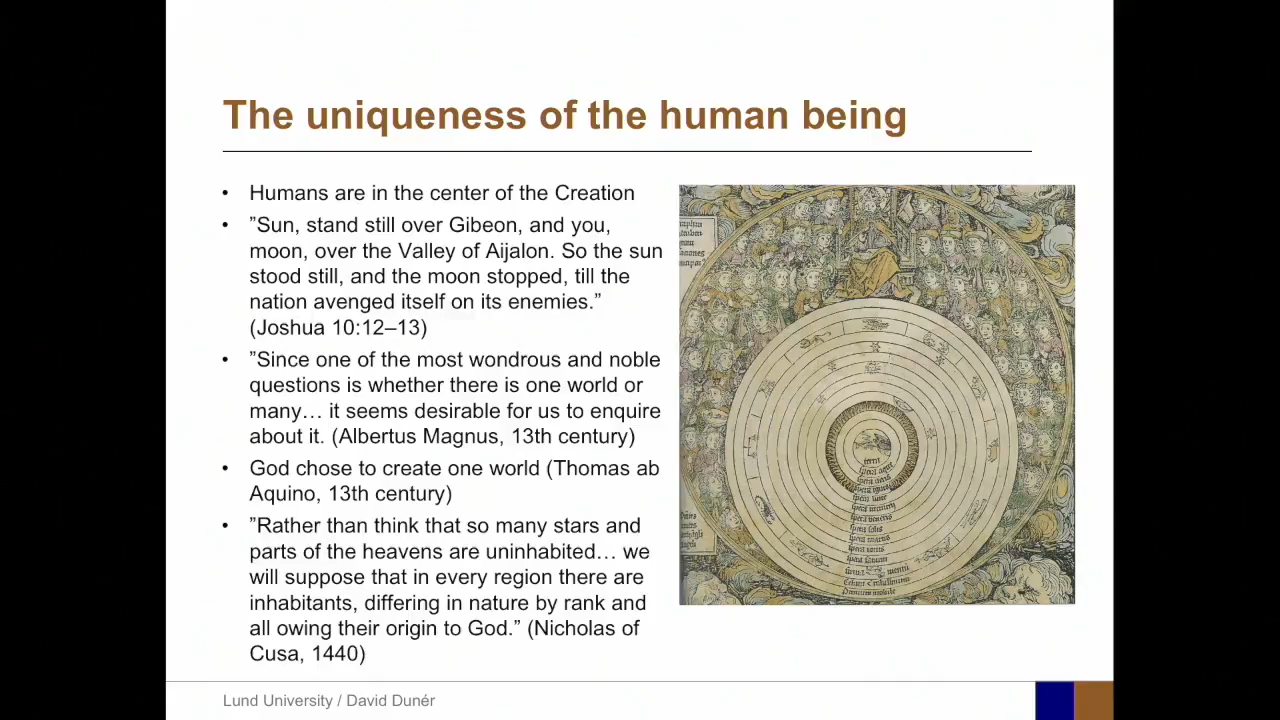 The uniqueness of the human being
• Humans are in the center of the Creation
• ”Sun, stand still over Gibeon, and you,
moon, over the Valley of Aijalon. So the sun
stood still, and the moon stopped, till the
nation avenged itself on its enemies.”
(Joshua 10:12–13)
• ”Since one of the most wondrous and noble
questions is whether there is one world or
many… it seems desirable for us to enquire
about it. (Albertus Magnus, 13th century)
• God chose to create one world (Thomas ab
Aquino, 13th century)
• ”Rather than think that so many stars and
parts of the heavens are uninhabited… we
will suppose that in every region there are
inhabitants, differing in nature by rank and
all owing their origin to God.” (Nicholas of
Cusa, 1440)
Lund University / David Dunér